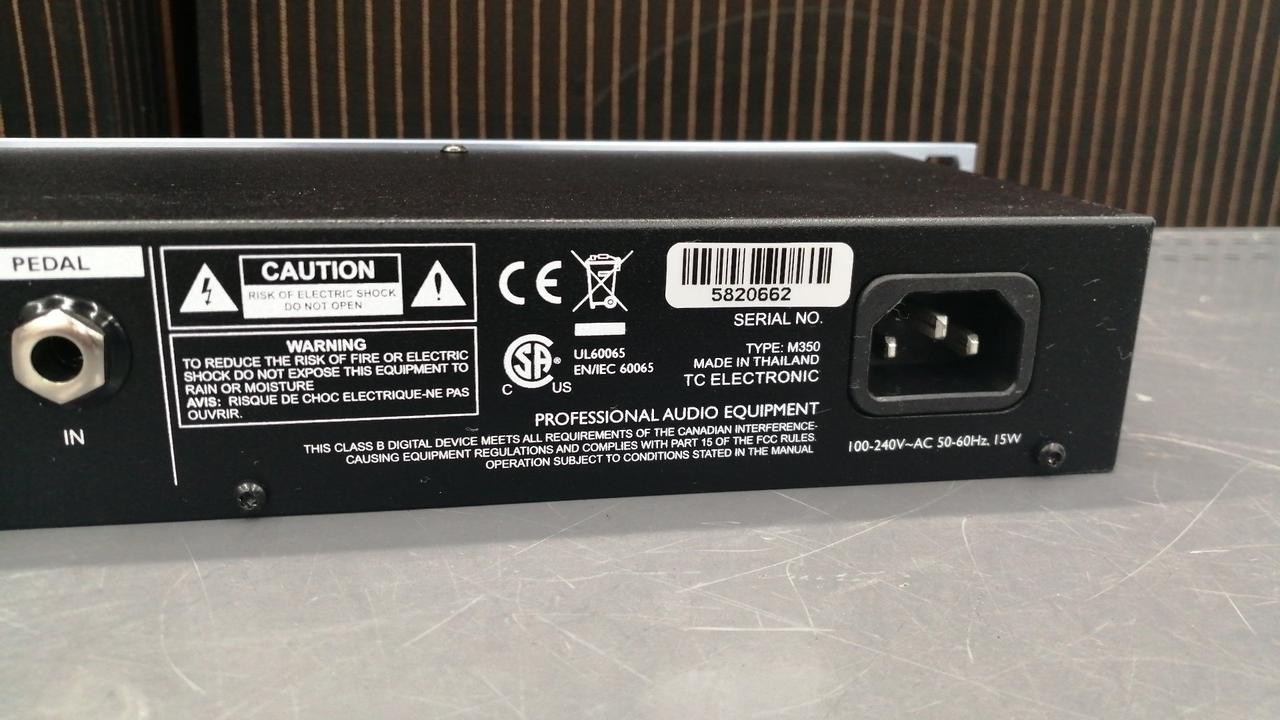 PEDAL
IN
CAUTION
RISK OF ELECTRIC SHOCK
DO NOT OPEN
WARNING
TO REDUCE THE RISK OF FIRE OR ELECTRIC
SHOCK DO NOT EXPOSE THIS EQUIPMENT TO
RAIN OR MOISTURE
AVIS: RISQUE DE CHOC ELECTRIQUE-NE PAS
OUVRIR.
CE
SA
C US
UL60065
EN/IEC 60065
5820662
SERIAL NO.
TYPE: M350
MADE IN THAILAND
TC ELECTRONIC
PROFESSIONAL AUDIO EQUIPMENT
THIS CLASS B DIGITAL DEVICE MEETS ALL REQUIREMENTS OF THE CANADIAN INTERFERENCE-
CAUSING EQUIPMENT REGULATIONS AND COMPLIES WITH PART 15 OF THE FCC RULES.
OPERATION SUBJECT TO CONDITIONS STATED IN THE MANUAL
100-240V~AC 50-60Hz, 15W